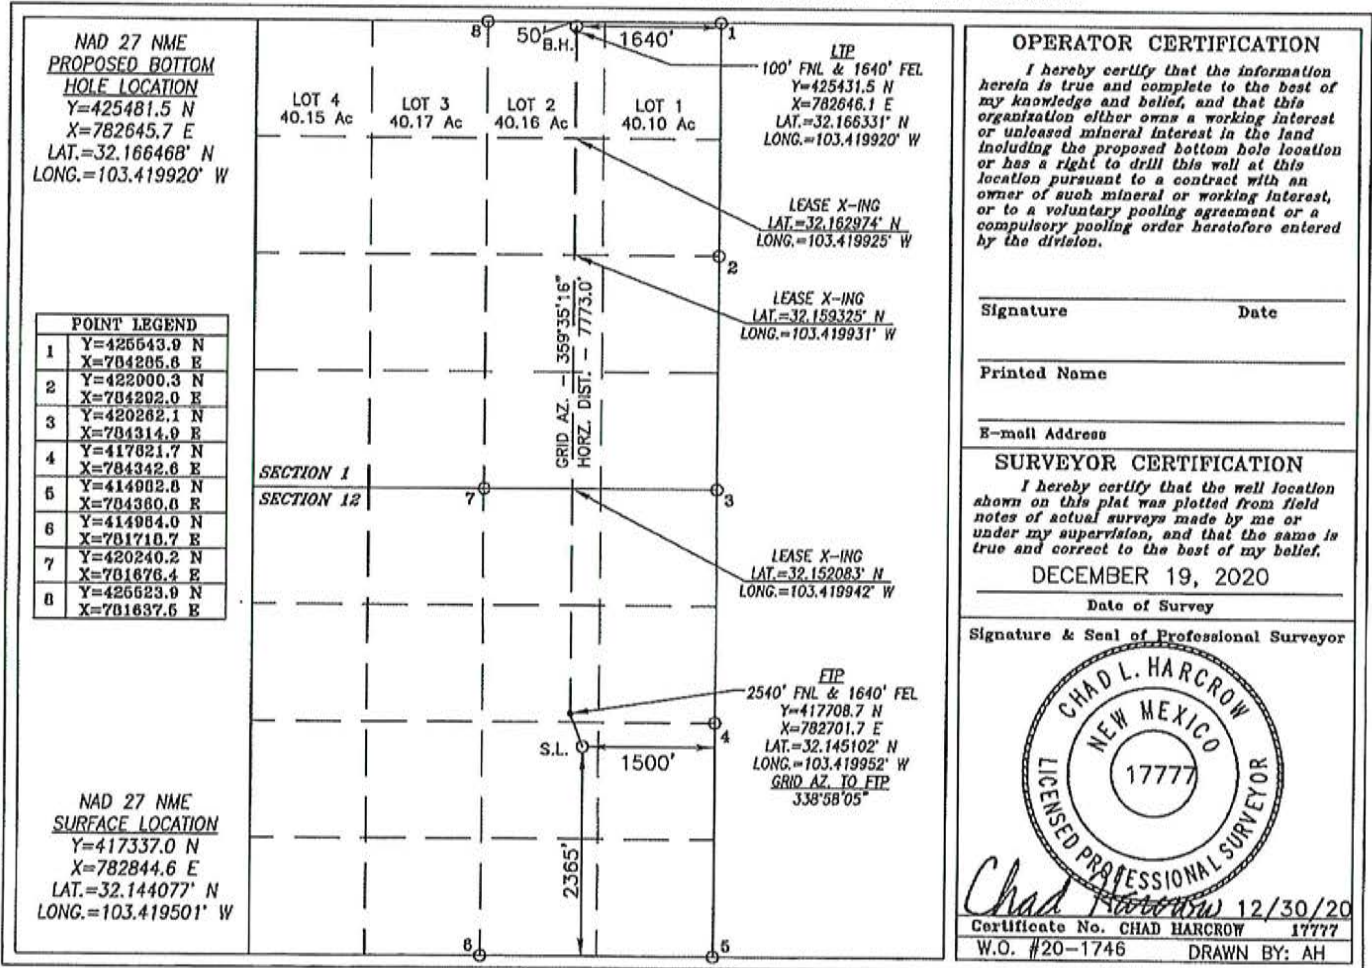 NAD 27 NME
PROPOSED BOTTOM
HOLE LOCATION
Y=425481.5 N
X=782645.7 E
LAT.=32.166468° N
LONG.=103.419920° W
POINT LEGEND
1 Y=425543.9 N
X=784285.6 E
2 Y=422900.3 N
X=784292.0 E
3 Y=420262.1 N
X=784314.9 E
4 Y=417621.7 N
X=784342.6 E
5 Y=414982.8 N
X=784360.8 E
6 Y=414964.0 N
X=781718.7 E
7 Y=420240.2 N
X=781676.4 E
8 Y=425523.9 N
X=781637.5 E
NAD 27 NME
SURFACE LOCATION
Y=417337.0 N
X=782844.6 E
LAT.=32.144077° N
LONG.=103.419501° W
8
50'
B.H.
1640'
1
LOT 4
40.15 Ac
LOT 3
40.17 Ac
LOT 2
40.16 Ac
LOT 1
40.10 Ac
LTP
100' FNL & 1640' FEL
Y=425431.5 N
X=782646.1 E
LAT.=32.166331° N
LONG.=103.419920° W
LEASE X-ING
LAT.=32.162974° N
LONG.=103.419925° W
2
LEASE X-ING
LAT.=32.159325° N
LONG.=103.419931° W
GRID AZ. - 359°35'16"
HORZ. DIST. - 7773.0'
SECTION 1
SECTION 12
7
3
LEASE X-ING
LAT.=32.152083° N
LONG.=103.419942° W
FTP
2540' FNL & 1640' FEL
Y=417708.7 N
X=782701.7 E
LAT.=32.145102° N
LONG.=103.419952° W
GRID AZ. TO FTP
338°58'05"
4
S.L.
1500'
2365'
6
5
OPERATOR CERTIFICATION
I hereby certify that the information
herein is true and complete to the best of
my knowledge and belief, and that this
organization either owns a working interest
or unleased mineral interest in the land
including the proposed bottom hole location
or has a right to drill this well at this
location pursuant to a contract with an
owner of such mineral or working interest,
or to a voluntary pooling agreement or a
compulsory pooling order heretofore entered
by the division.
Signature Date
Printed Name
E-mail Address
SURVEYOR CERTIFICATION
I hereby certify that the well location
shown on this plat was plotted from field
notes of actual surveys made by me or
under my supervision, and that the same is
true and correct to the best of my belief.
DECEMBER 19, 2020
Date of Survey
Signature & Seal of Professional Surveyor
CHAD L. HARCROW
NEW MEXICO
17777
LICENSED PROFESSIONAL SURVEYOR
Chad Harcrow 12/30/20
Certificate No. CHAD HARCROW 17777
W.O. #20-1746 DRAWN BY: AH